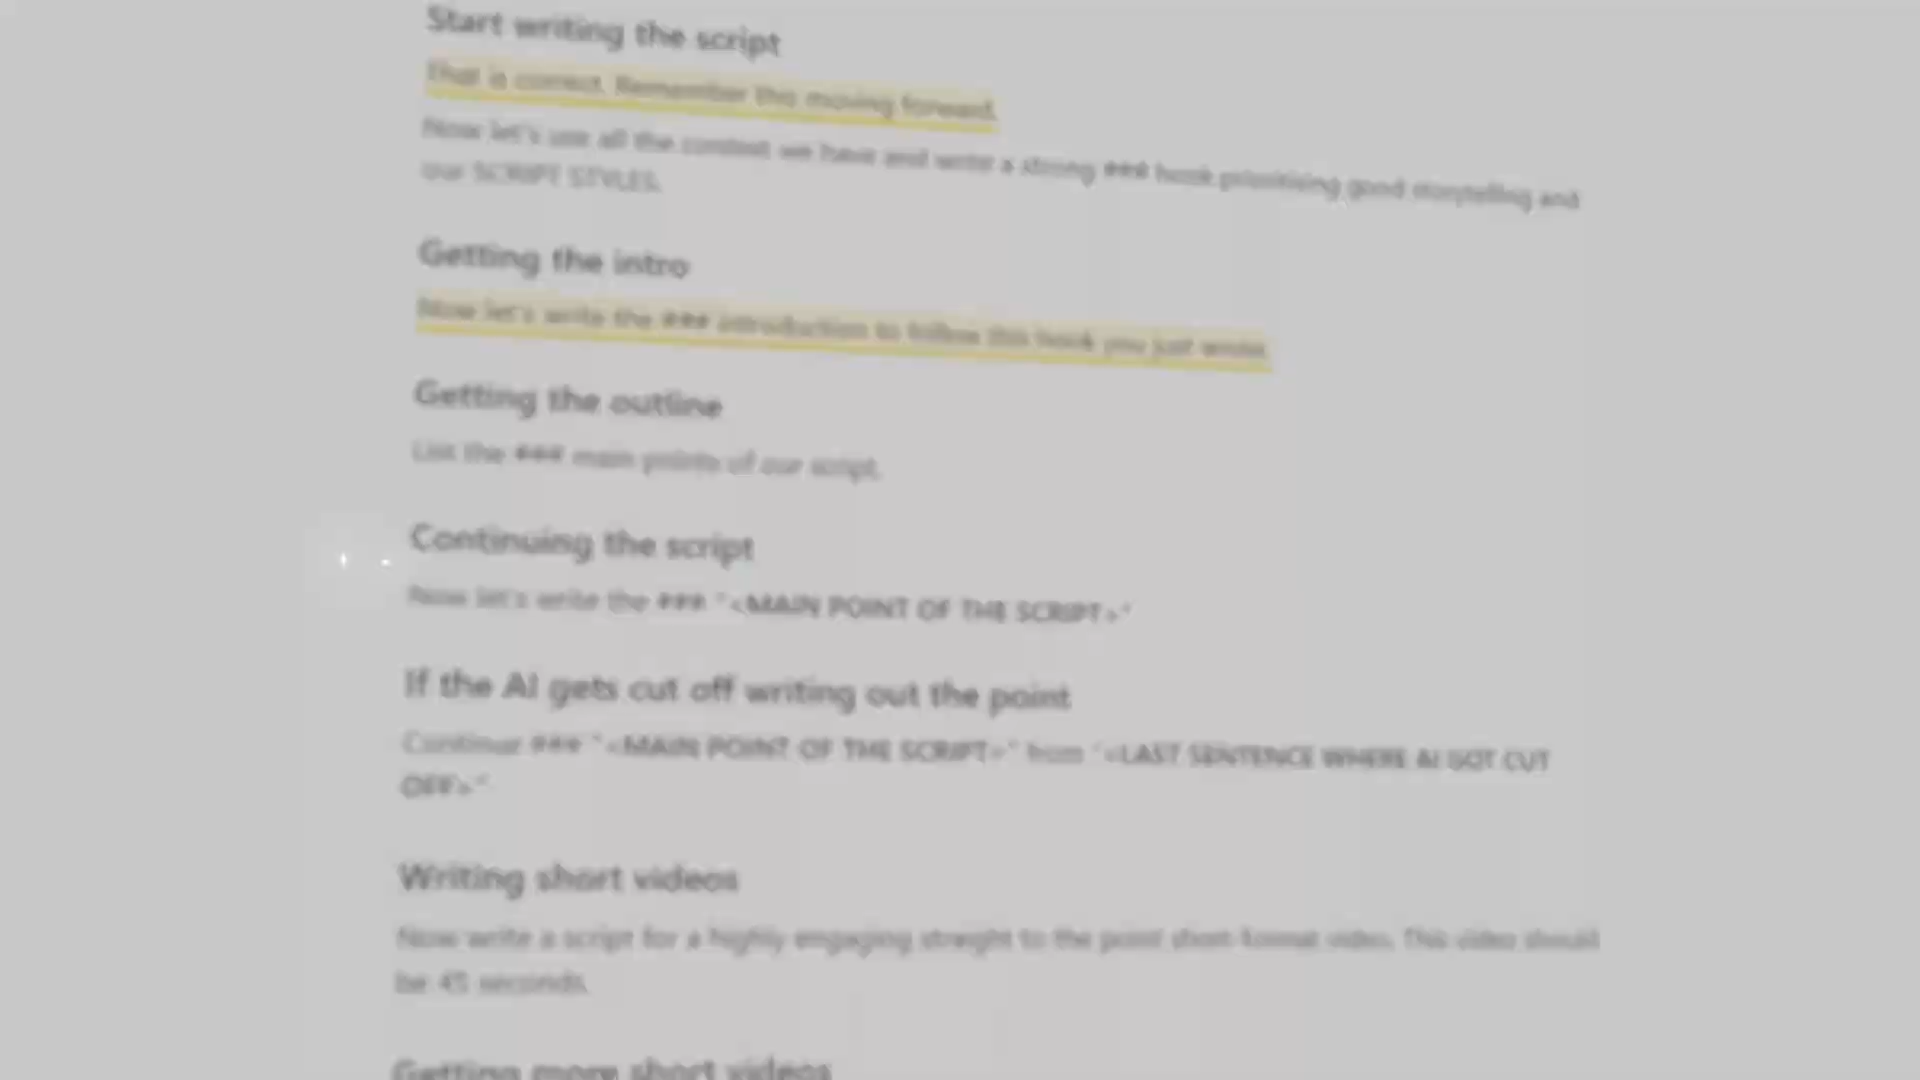 Start writing the script
That is correct. Remember this moving forward.
Now let's use all the context we have and write a strong ### hook prioritising good storytelling and
our SCRIPT STYLES.
Getting the intro
Now let's write the ### introduction to follow this hook you just wrote.
Getting the outline
List the ### main points of our script.
Continuing the script
Now let's write the ### "<MAIN POINT OF THE SCRIPT>"
If the AI gets cut off writing out the point
Continue ### "<MAIN POINT OF THE SCRIPT>" from "<LAST SENTENCE WHERE AI GOT CUT
OFF>"
Writing short videos
Now write a script for a highly engaging straight to the point short-format video. This video should
be 45 seconds.
Getting more short videos